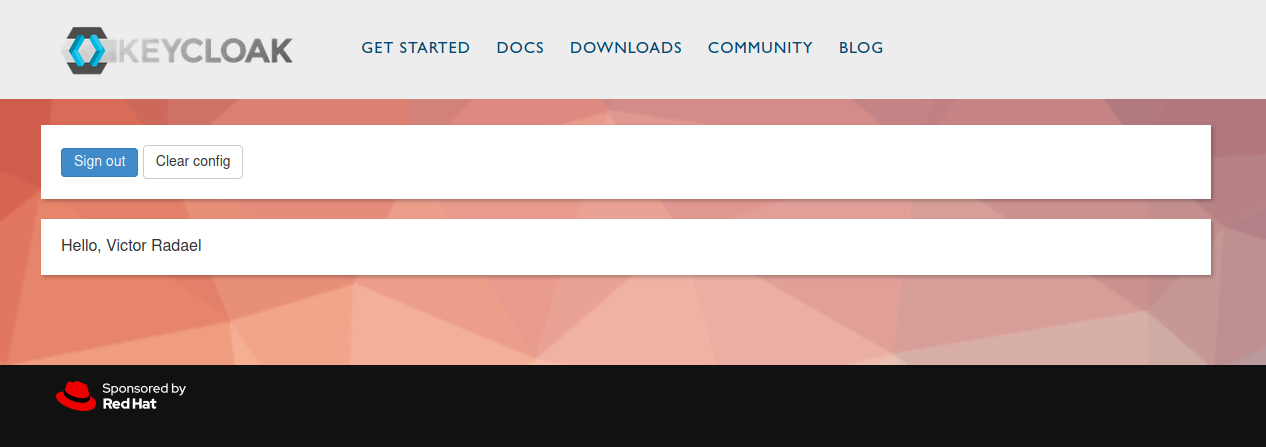 KEYCLOAK
GET STARTED DOCS DOWNLOADS COMMUNITY BLOG
Sign out Clear config
Hello, Victor Radael
Sponsored by
Red Hat